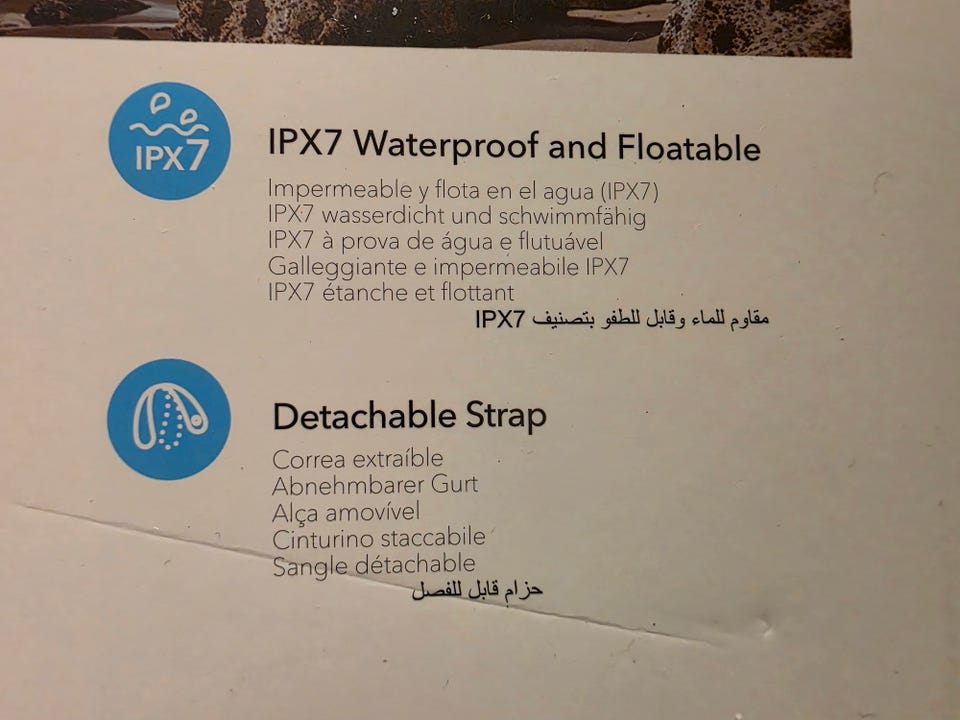 IPX7
IPX7 Waterproof and Floatable
Impermeable y flota en el agua (IPX7)
IPX7 wasserdicht und schwimmfähig
IPX7 à prova de água e flutuável
Galleggiante e impermeabile IPX7
IPX7 étanche et flottant
مقاوم للماء وقابل للطفو بتصنيف IPX7
Detachable Strap
Correa extraíble
Abnehmbarer Gurt
Alça amovível
Cinturino staccabile
Sangle détachable
حزام قابل للفصل